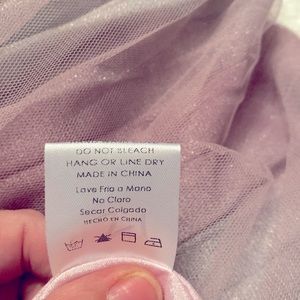 DO NOT BLEACH
HANG OR LINE DRY
MADE IN CHINA
Lave Fria a Mano
No Cloro
Secar Colgado
HECHO EN CHINA